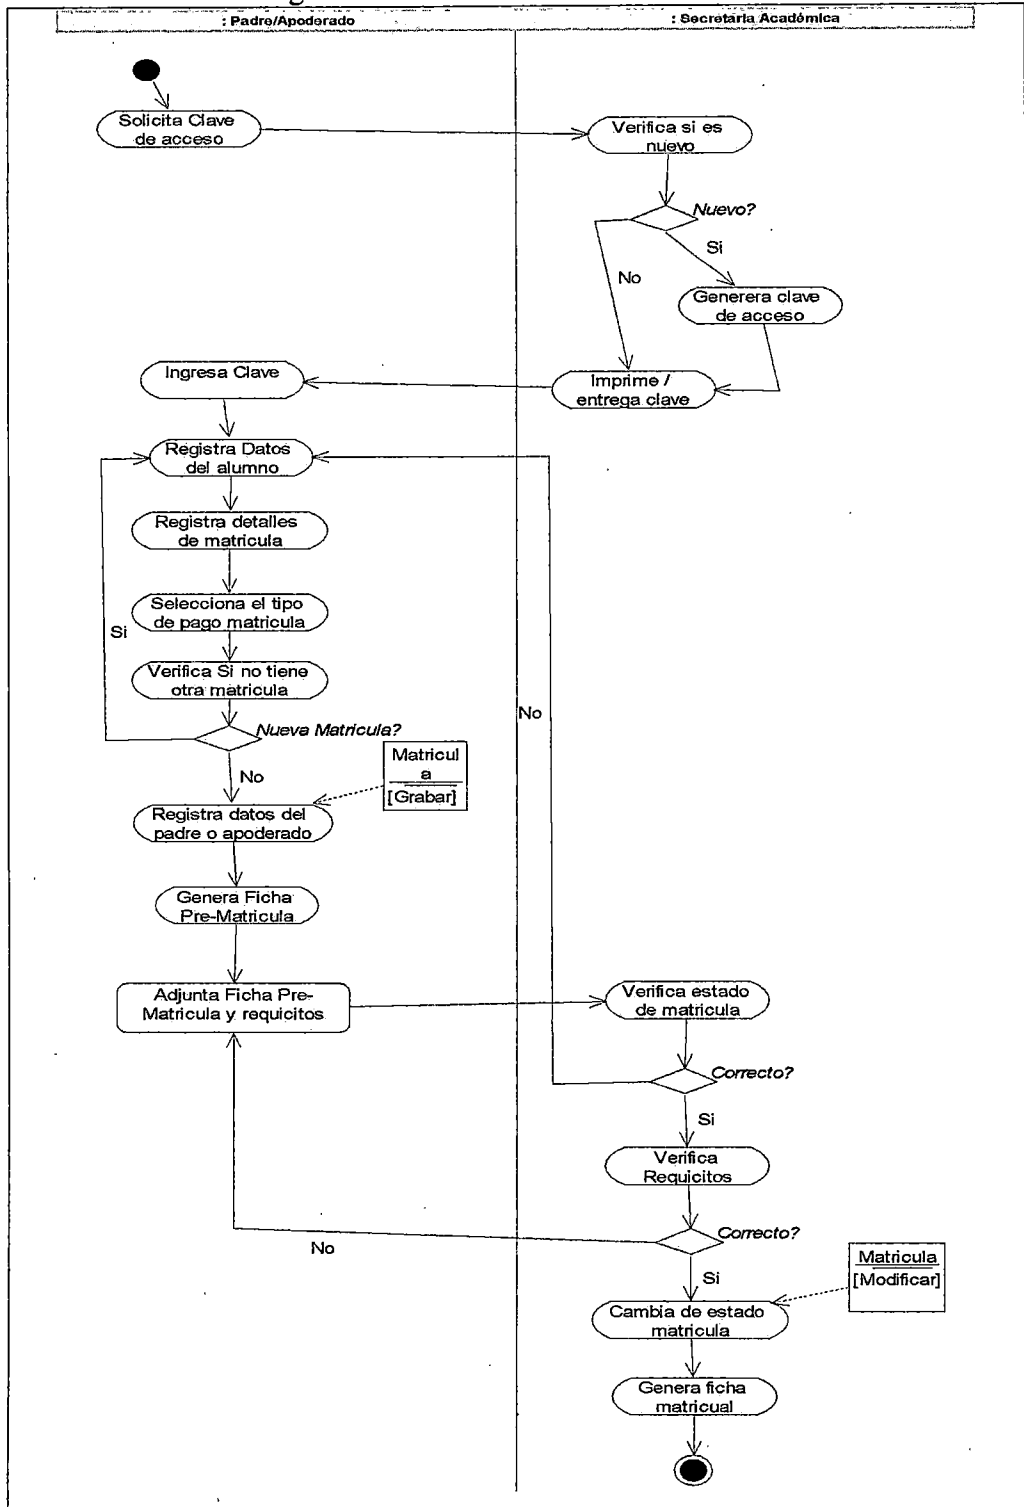 : Padre/Apoderado
: Secretaria Académica
Solicita Clave
de acceso
Verifica si es
nuevo
Nuevo?
Si
No
Generera clave
de acceso
Ingresa Clave
Imprime /
entrega clave
Registra Datos
del alumno
Registra detalles
de matricula
Selecciona el tipo
de pago matricula
Si
Verifica Si no tiene
otra matricula
No
Nueva Matricula?
Matricul
a
[Grabar]
No
Registra datos del
padre o apoderado
Genera Ficha
Pre-Matricula
Adjunta Ficha Pre-
Matricula y requicitos
Verifica estado
de matricula
Correcto?
Si
Verifica
Requicitos
Correcto?
No
Matricula
[Modificar]
Si
Cambia de estado
matricula
Genera ficha
matricual